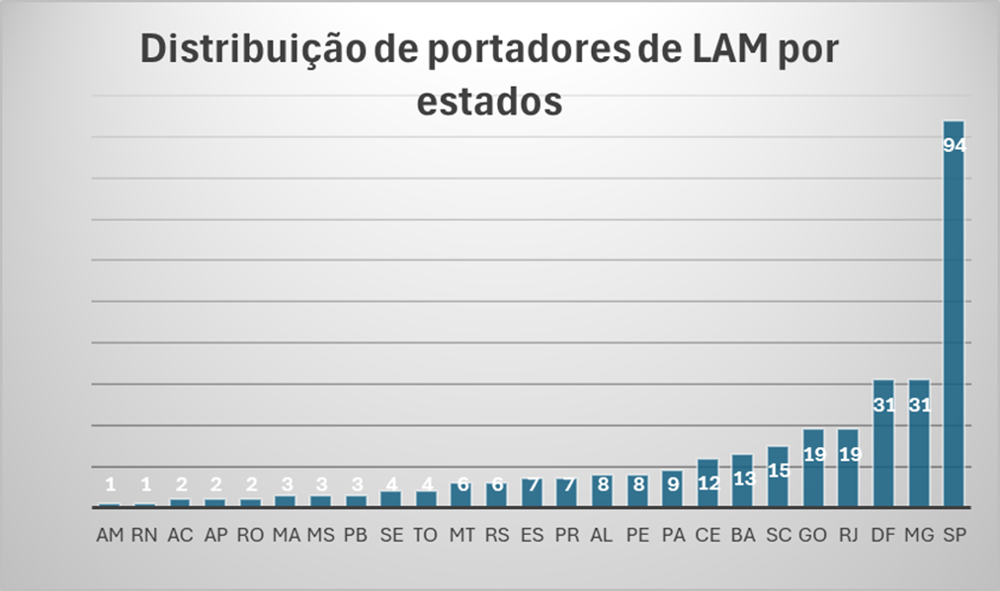 Distribuição de portadores de LAM por
estados
1 1 2 2 2 3 3 3 4 4 6 6 7 7 8 8 9 12 13 15 19 19 31 31 94
AM RN AC AP RO MA MS PB SE TO MT RS ES PR AL PE PA CE BA SC GO RJ DF MG SP